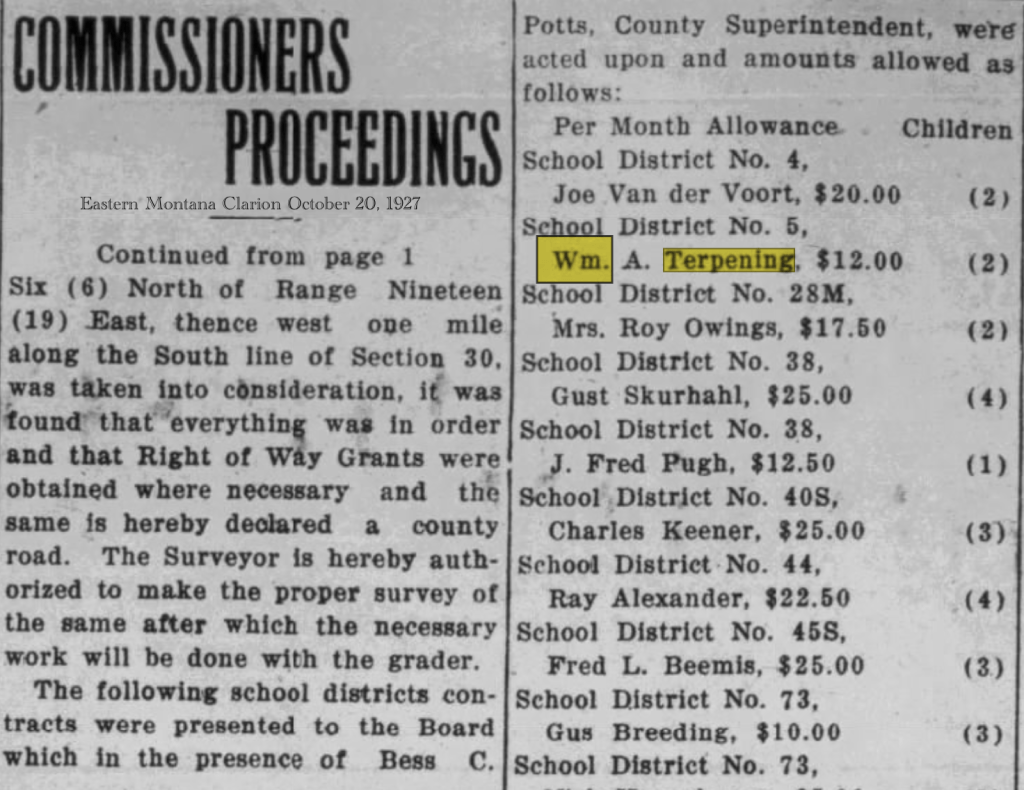 COMMISSIONERS
PROCEEDINGS
Eastern Montana Clarion October 20, 1927
Continued from page 1
Six (6) North of Range Nineteen
(19) East, thence west one mile
along the South line of Section 30,
was taken into consideration, it was
found that everything was in order
and that Right of Way Grants were
obtained where necessary and the
same is hereby declared a county
road. The Surveyor is hereby auth-
orized to make the proper survey of
the same after which the necessary
work will be done with the grader.
The following school districts con-
tracts were presented to the Board
which in the presence of Bess C.
Potts, County Superintendent, were
acted upon and amounts allowed as
follows:
Per Month Allowance Children
School District No. 4,
Joe Van der Voort, $20.00 (2)
School District No. 5,
Wm. A. Terpening, $12.00 (2)
School District No. 28M,
Mrs. Roy Owings, $17.50 (2)
School District No. 38,
Gust Skurhahl, $25.00 (4)
School District No. 38,
J. Fred Pugh, $12.50 (1)
School District No. 40S,
Charles Keener, $25.00 (3)
School District No. 44,
Ray Alexander, $22.50 (4)
School District No. 45S,
Fred L. Beemis, $25.00 (3)
School District No. 73,
Gus Breeding, $10.00 (3)
School District No. 73,